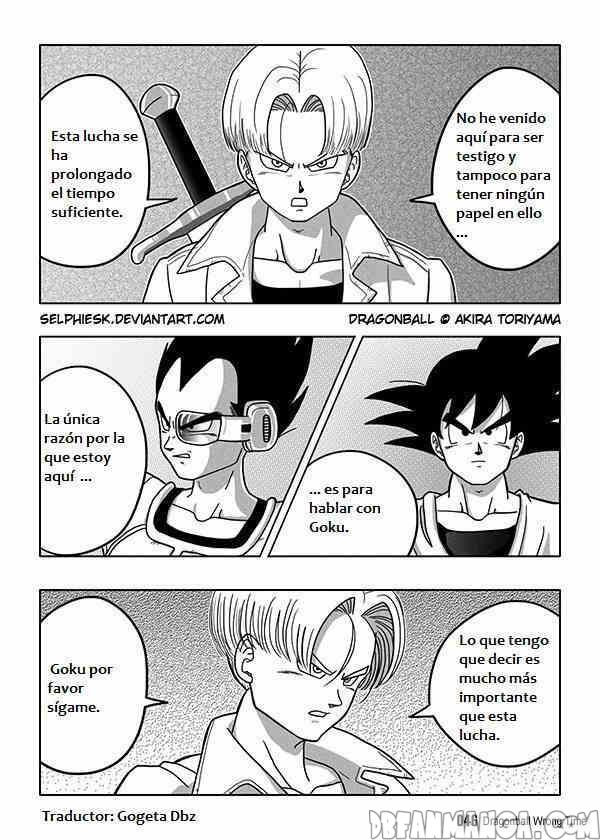 Esta lucha se
ha
prolongado
el tiempo
suficiente.
No he venido
aquí para ser
testigo y
tampoco para
tener ningún
papel en ello
...
SELPHIESK.DEVIANTART.COM
DRAGONBALL © AKIRA TORIYAMA
La única
razón por la
que estoy
aquí ...
... es para
hablar con
Goku.
Goku por
favor
sígame.
Lo que tengo
que decir es
mucho más
importante
que esta
lucha.
Traductor: Gogeta Dbz
046 Dragonball Wrong Time
DBFANMANGA.COM